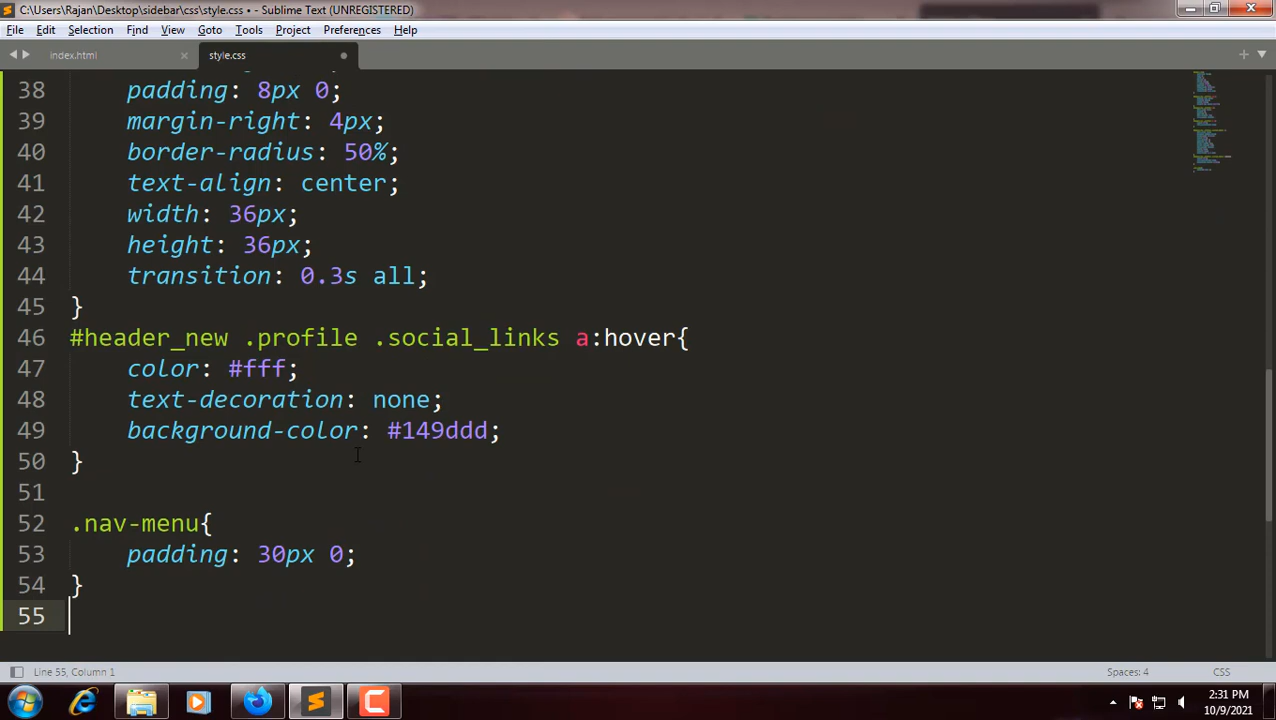 C:\Users\Rajan\Desktop\sidebar\css\style.css • - Sublime Text (UNREGISTERED)
File Edit Selection Find View Goto Tools Project Preferences Help
index.html style.css
38 padding: 8px 0;
39 margin-right: 4px;
40 border-radius: 50%;
41 text-align: center;
42 width: 36px;
43 height: 36px;
44 transition: 0.3s all;
45 }
46 #header_new .profile .social_links a:hover{
47 color: #fff;
48 text-decoration: none;
49 background-color: #149ddd;
50 }
51
52 .nav-menu{
53 padding: 30px 0;
54 }
55
Line 55, Column 1 Spaces: 4 CSS
2:31 PM
10/9/2021